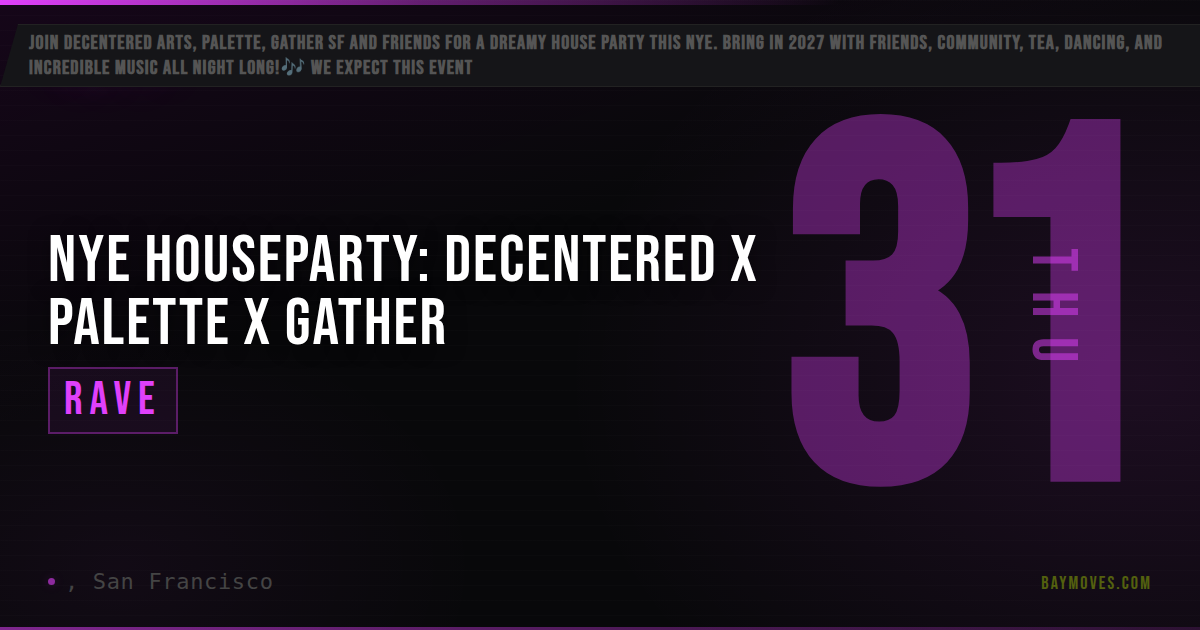 JOIN DECENTERED ARTS, PALETTE, GATHER SF AND FRIENDS FOR A DREAMY HOUSE PARTY THIS NYE. BRING IN 2027 WITH FRIENDS, COMMUNITY, TEA, DANCING, AND
INCREDIBLE MUSIC ALL NIGHT LONG!🎶 WE EXPECT THIS EVENT
31
THU
NYE HOUSEPARTY: DECENTERED X
PALETTE X GATHER
RAVE
• , San Francisco
BAYMOVES.COM